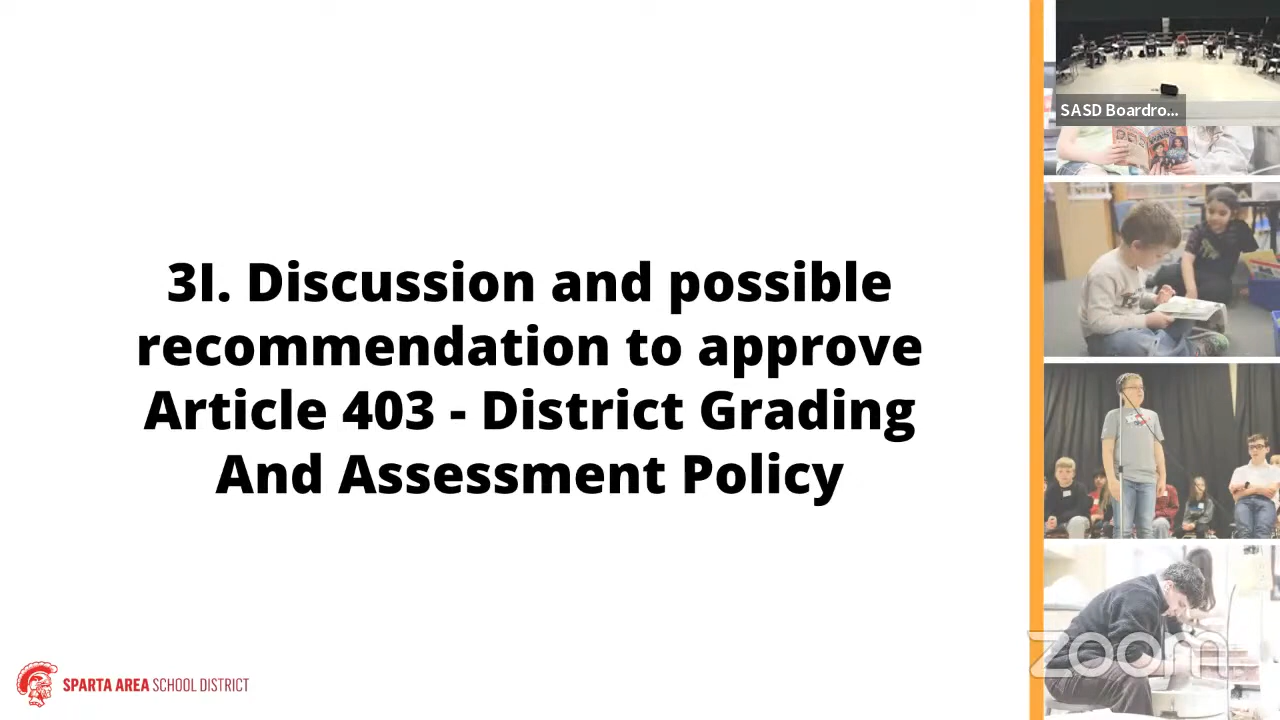 3I. Discussion and possible
recommendation to approve
Article 403 - District Grading
And Assessment Policy
SPARTA AREA SCHOOL DISTRICT
SASD Boardro...
zoom